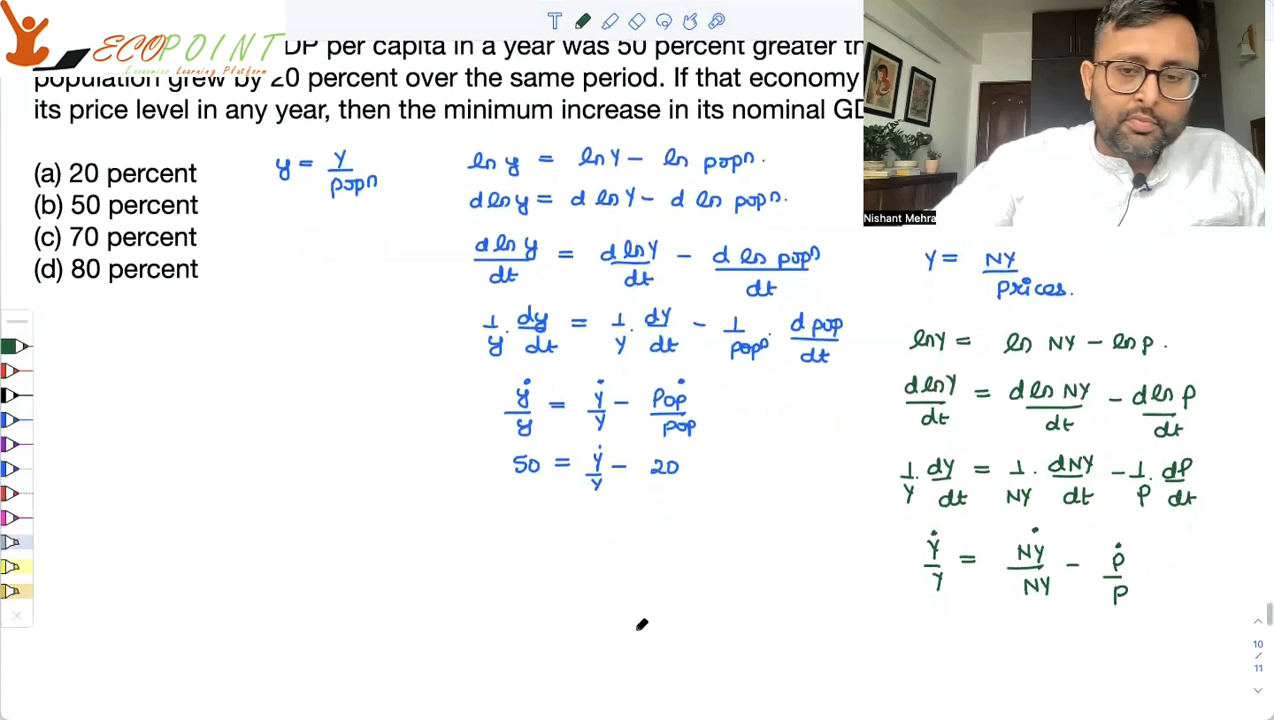 ECOPOINT
...Economics Learning Platform
DP per capita in a year was 50 percent greater th
population grew by 20 percent over the same period. If that economy
its price level in any year, then the minimum increase in its nominal GD
(a) 20 percent
(b) 50 percent
(c) 70 percent
(d) 80 percent
y = Y / popn
ln y = ln Y - ln popn.
d ln y = d ln Y - d ln popn.
d ln y / dt = d ln Y / dt - d ln popn / dt
1/y . dy/dt = 1/Y . dY/dt - 1/popn . d pop/dt
ẏ/y = Ẏ/Y - Pȯp/pop
50 = Ẏ/Y - 20
Nishant Mehra
Y = NY / Prices.
ln Y = ln NY - ln P.
d ln Y / dt = d ln NY / dt - d ln P / dt
1/Y . dY/dt = 1/NY . dNY/dt - 1/P . dP/dt
Ẏ/Y = NẎ/NY - Ṗ/P
10
/
11